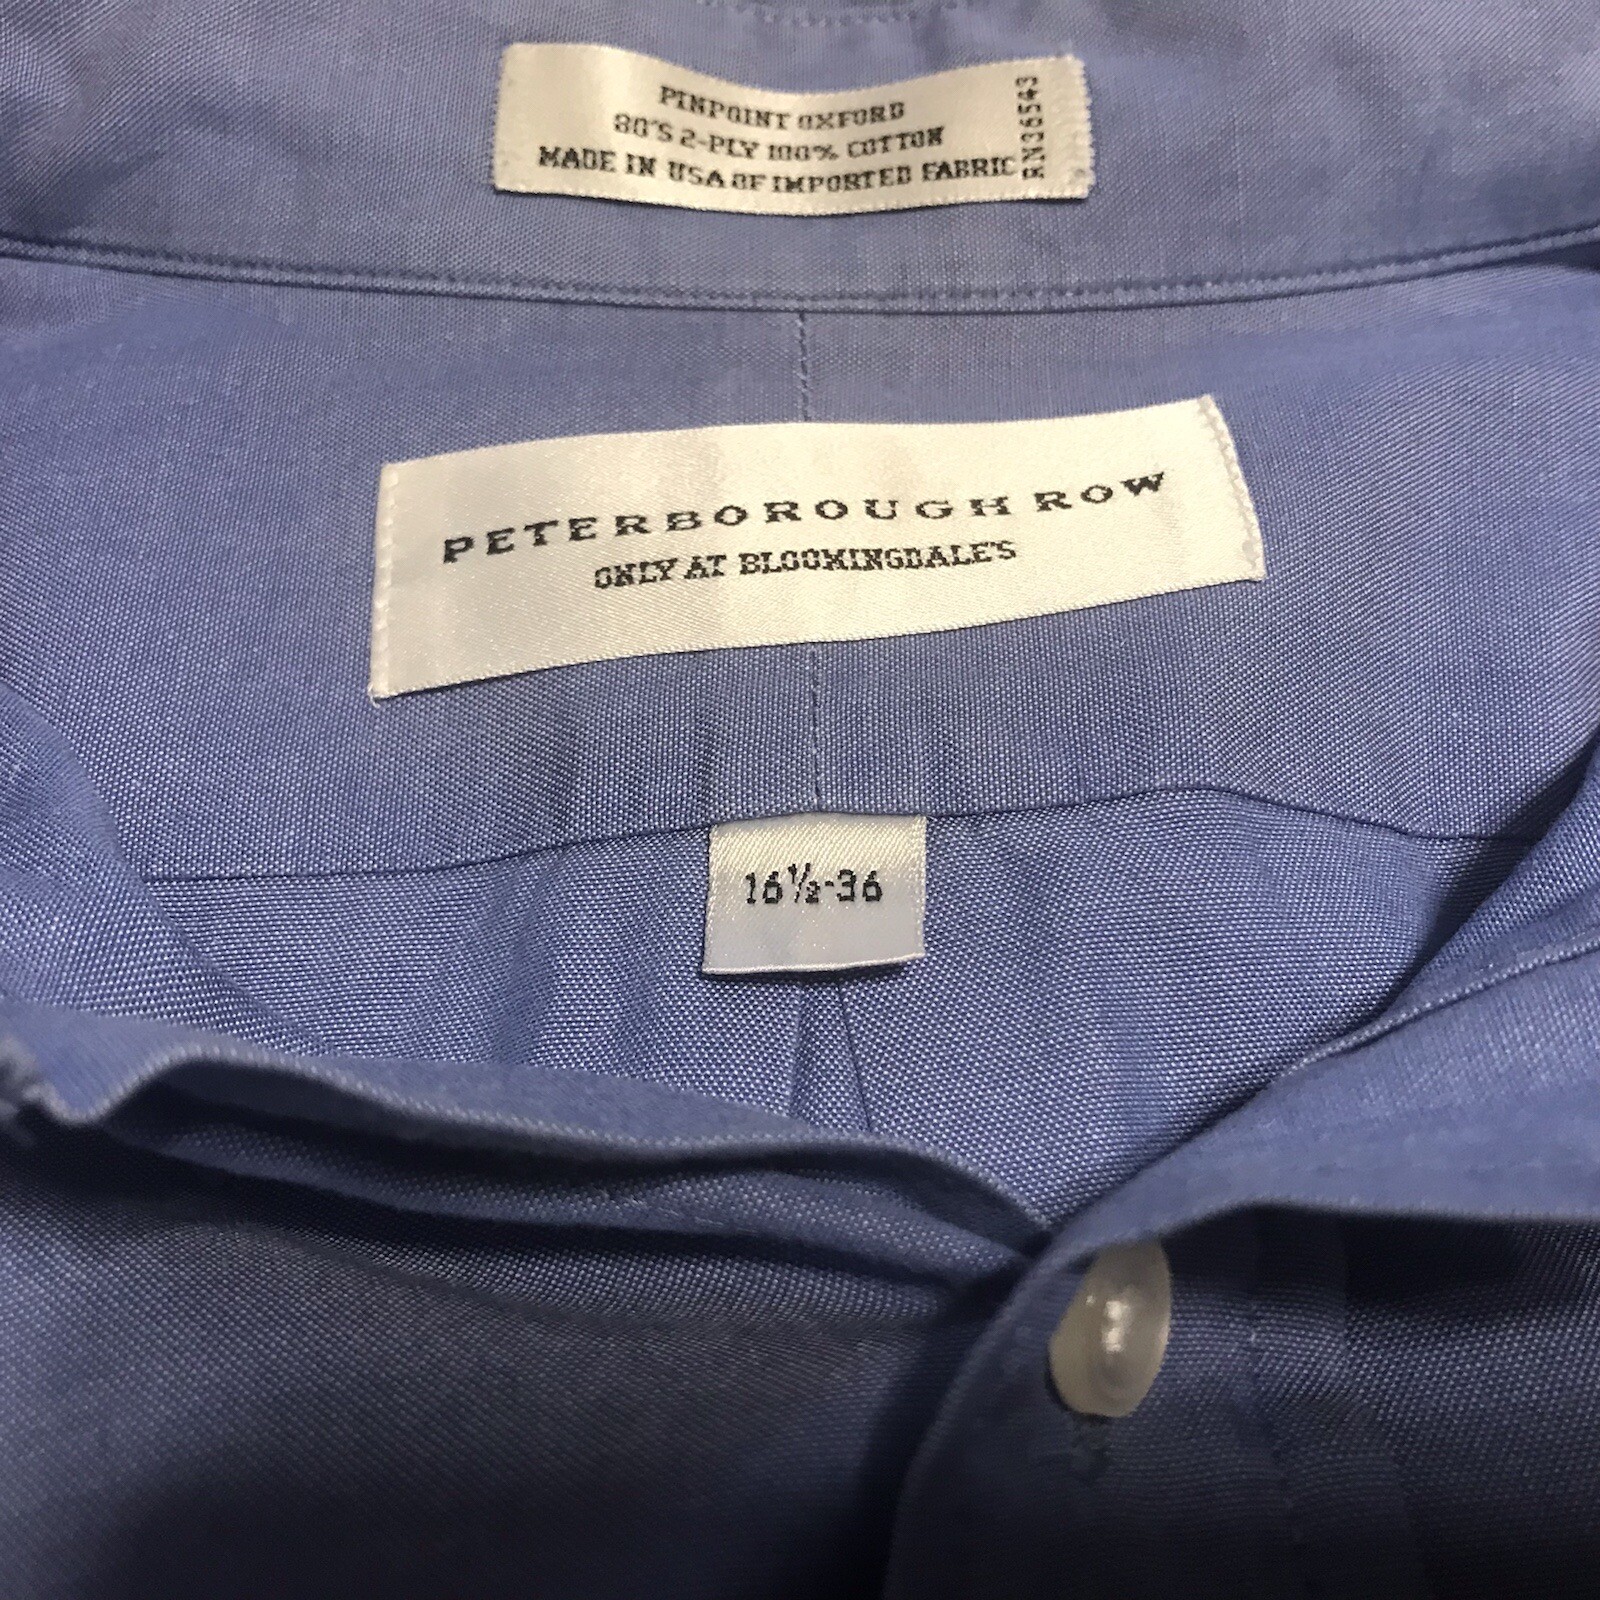 PINPOINT OXFORD
80'S 2-PLY 100% COTTON
MADE IN USA OF IMPORTED FABRIC
RN36543
PETERBOROUGH ROW
ONLY AT BLOOMINGDALE'S
16½-36